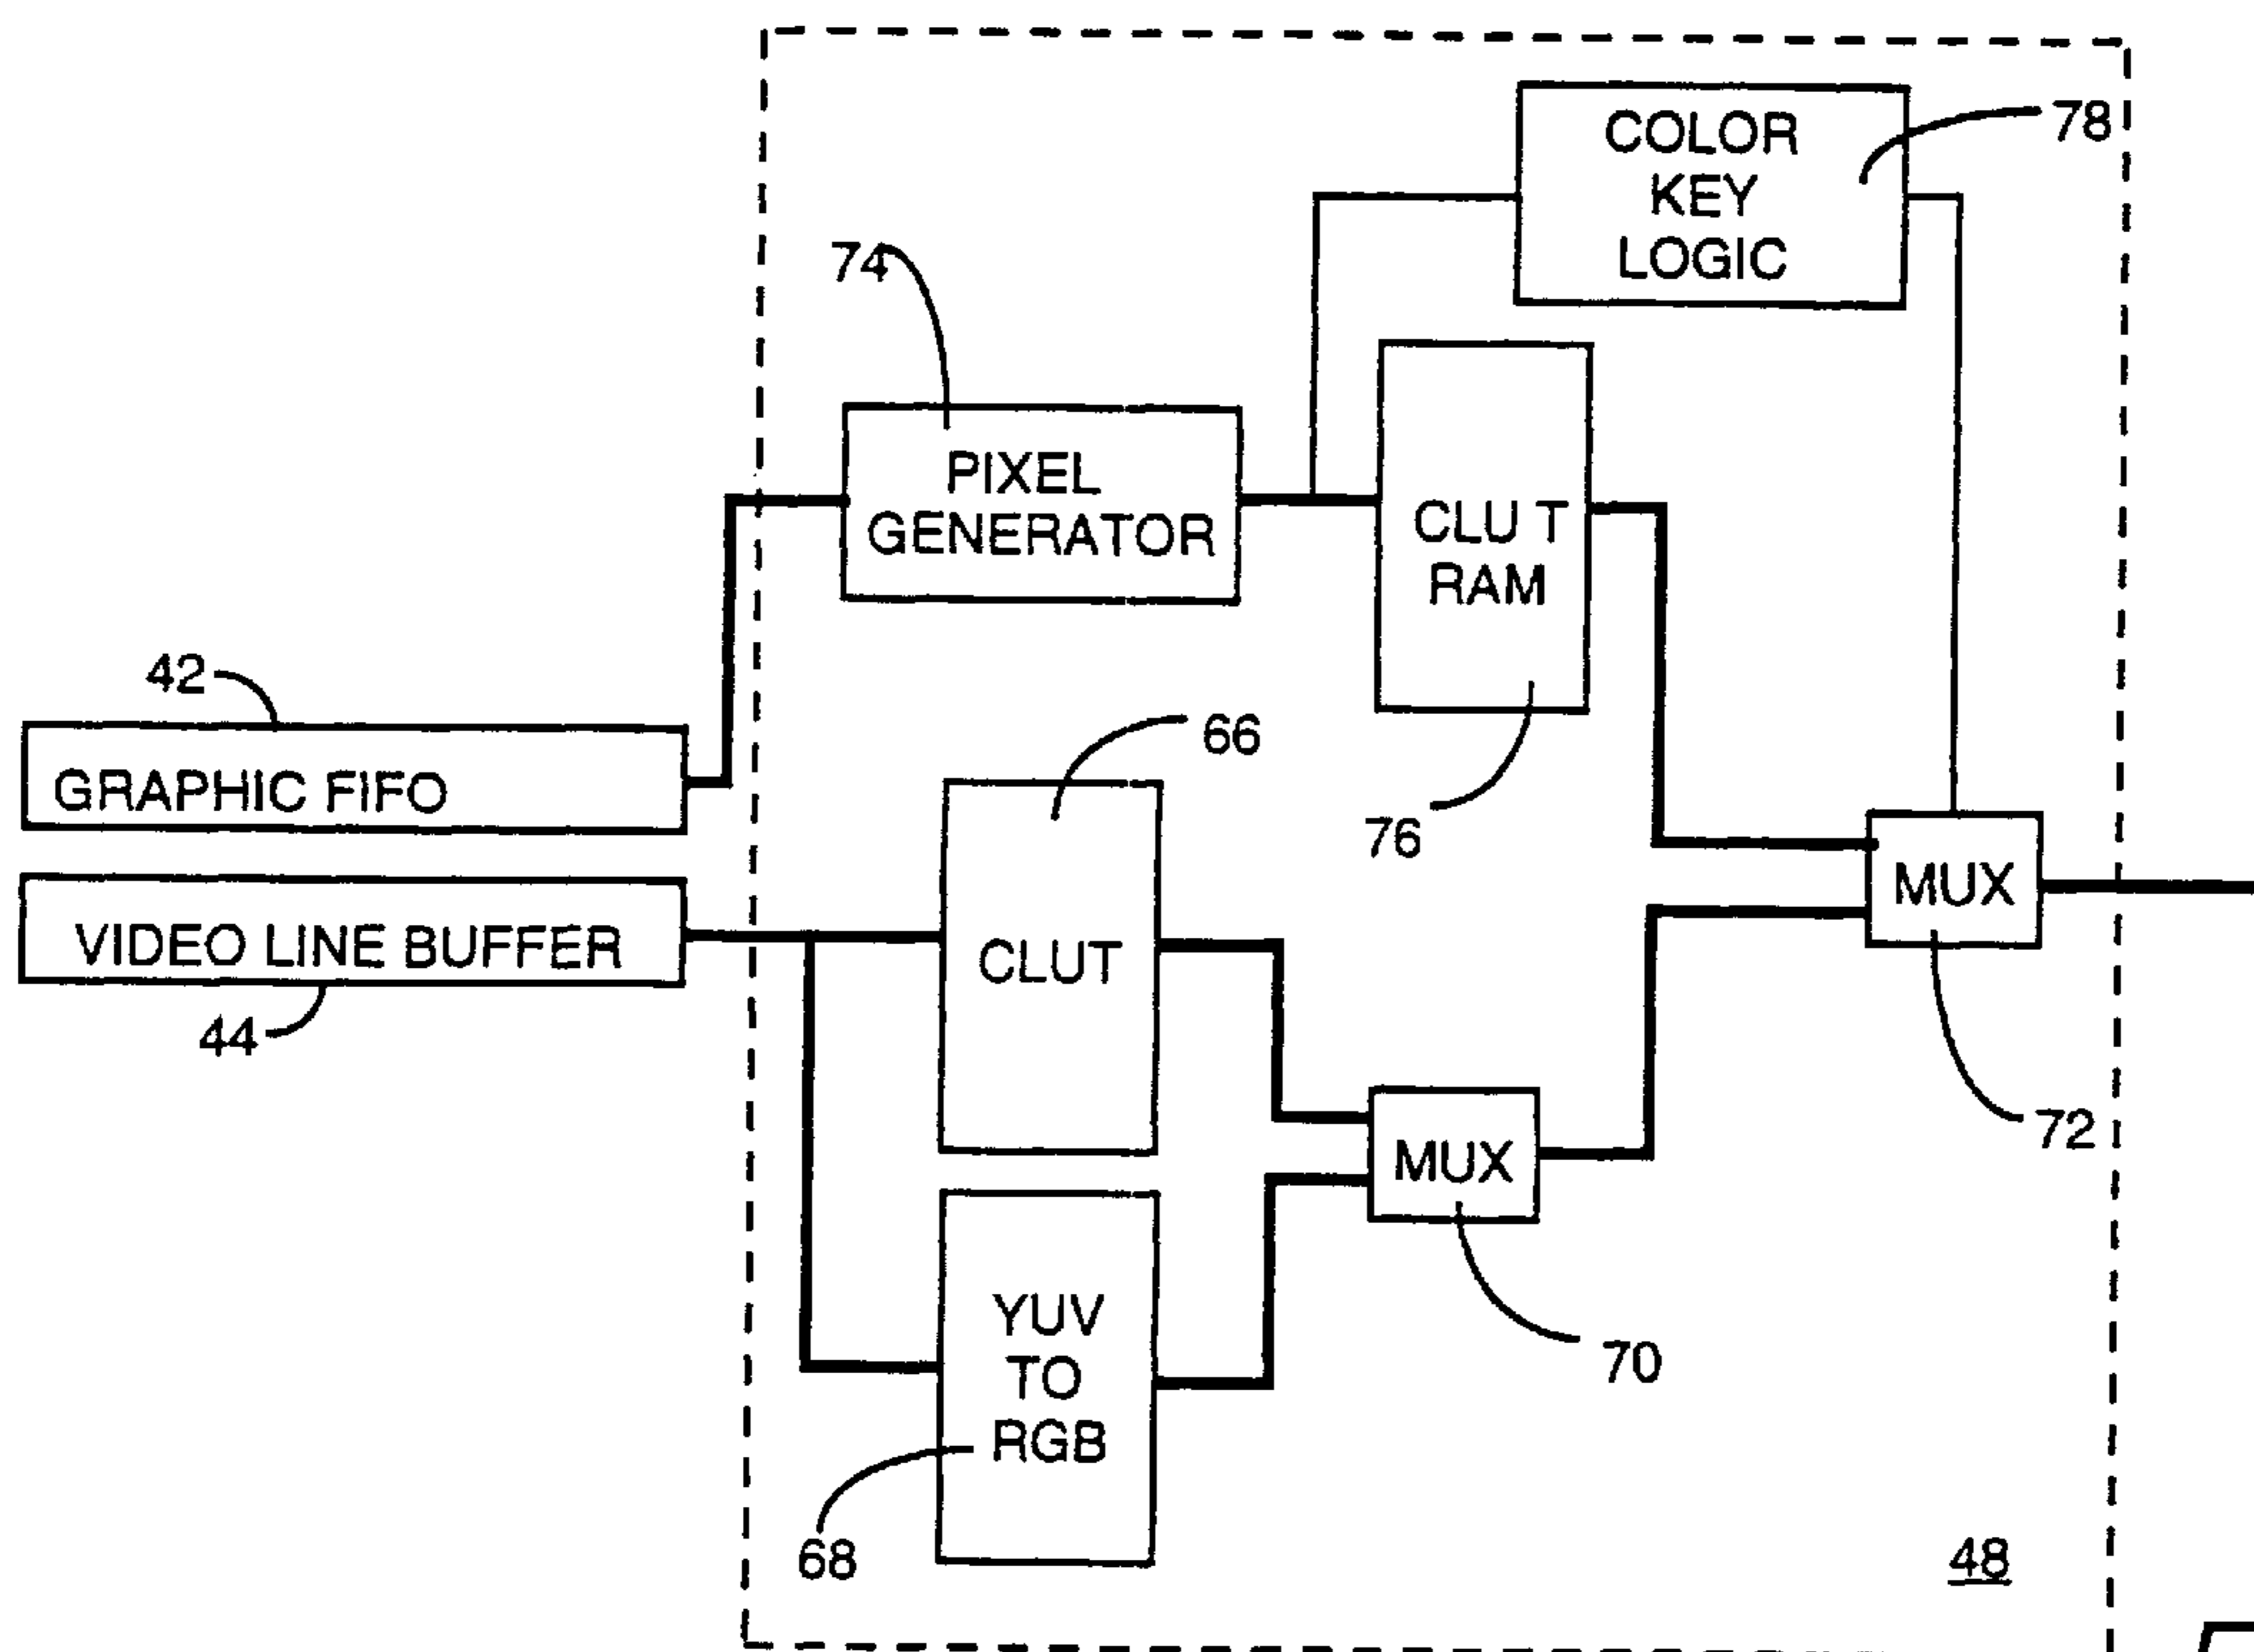 COLOR
KEY
LOGIC
78
74
PIXEL
GENERATOR
CLU T
RAM
42
GRAPHIC FIFO
66
76
VIDEO LINE BUFFER
44
CLUT
MUX
72
MUX
70
YUV
TO
RGB
68
48